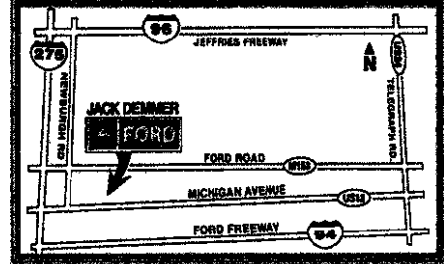 96
JEFFRIES FREEWAY
275
N
NEWBURGH RD
TELEGRAPH RD.
JACK DEMMER
FORD
FORD ROAD
M153
MICHIGAN AVENUE
US12
FORD FREEWAY
94